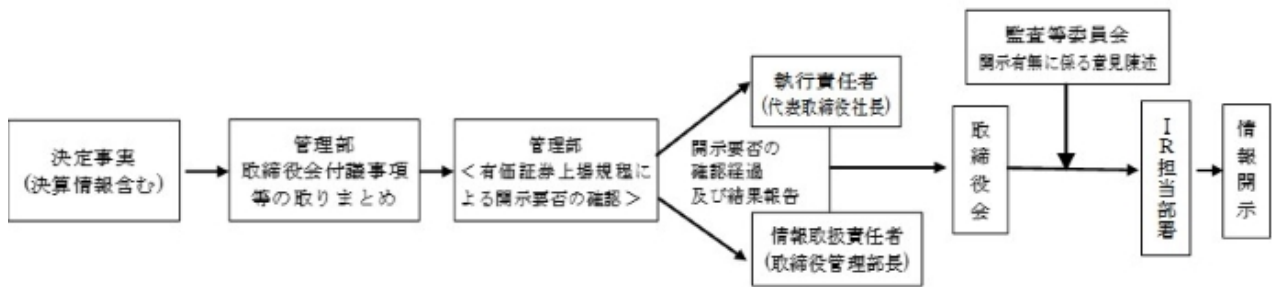 決定事実
(決算情報含む)
管理部
取締役会付議事項
等の取りまとめ
管理部
＜有価証券上場規程に
よる開示要否の確認＞
執行責任者
(代表取締役社長)
開示要否の
確認経過
及び結果報告
情報取扱責任者
(取締役管理部長)
取締役会
監査等委員会
開示有無に係る意見陳述
ＩＲ担当部署
情報開示